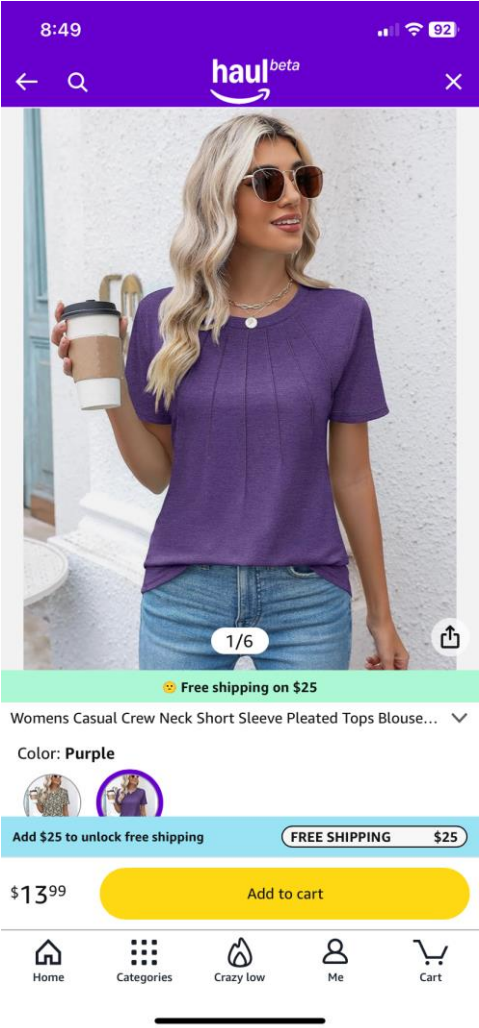 8:49
92
haul beta
1/6
Free shipping on $25
Womens Casual Crew Neck Short Sleeve Pleated Tops Blouse...
Color: Purple
Add $25 to unlock free shipping
FREE SHIPPING $25
$13.99
Add to cart
Home
Categories
Crazy low
Me
Cart